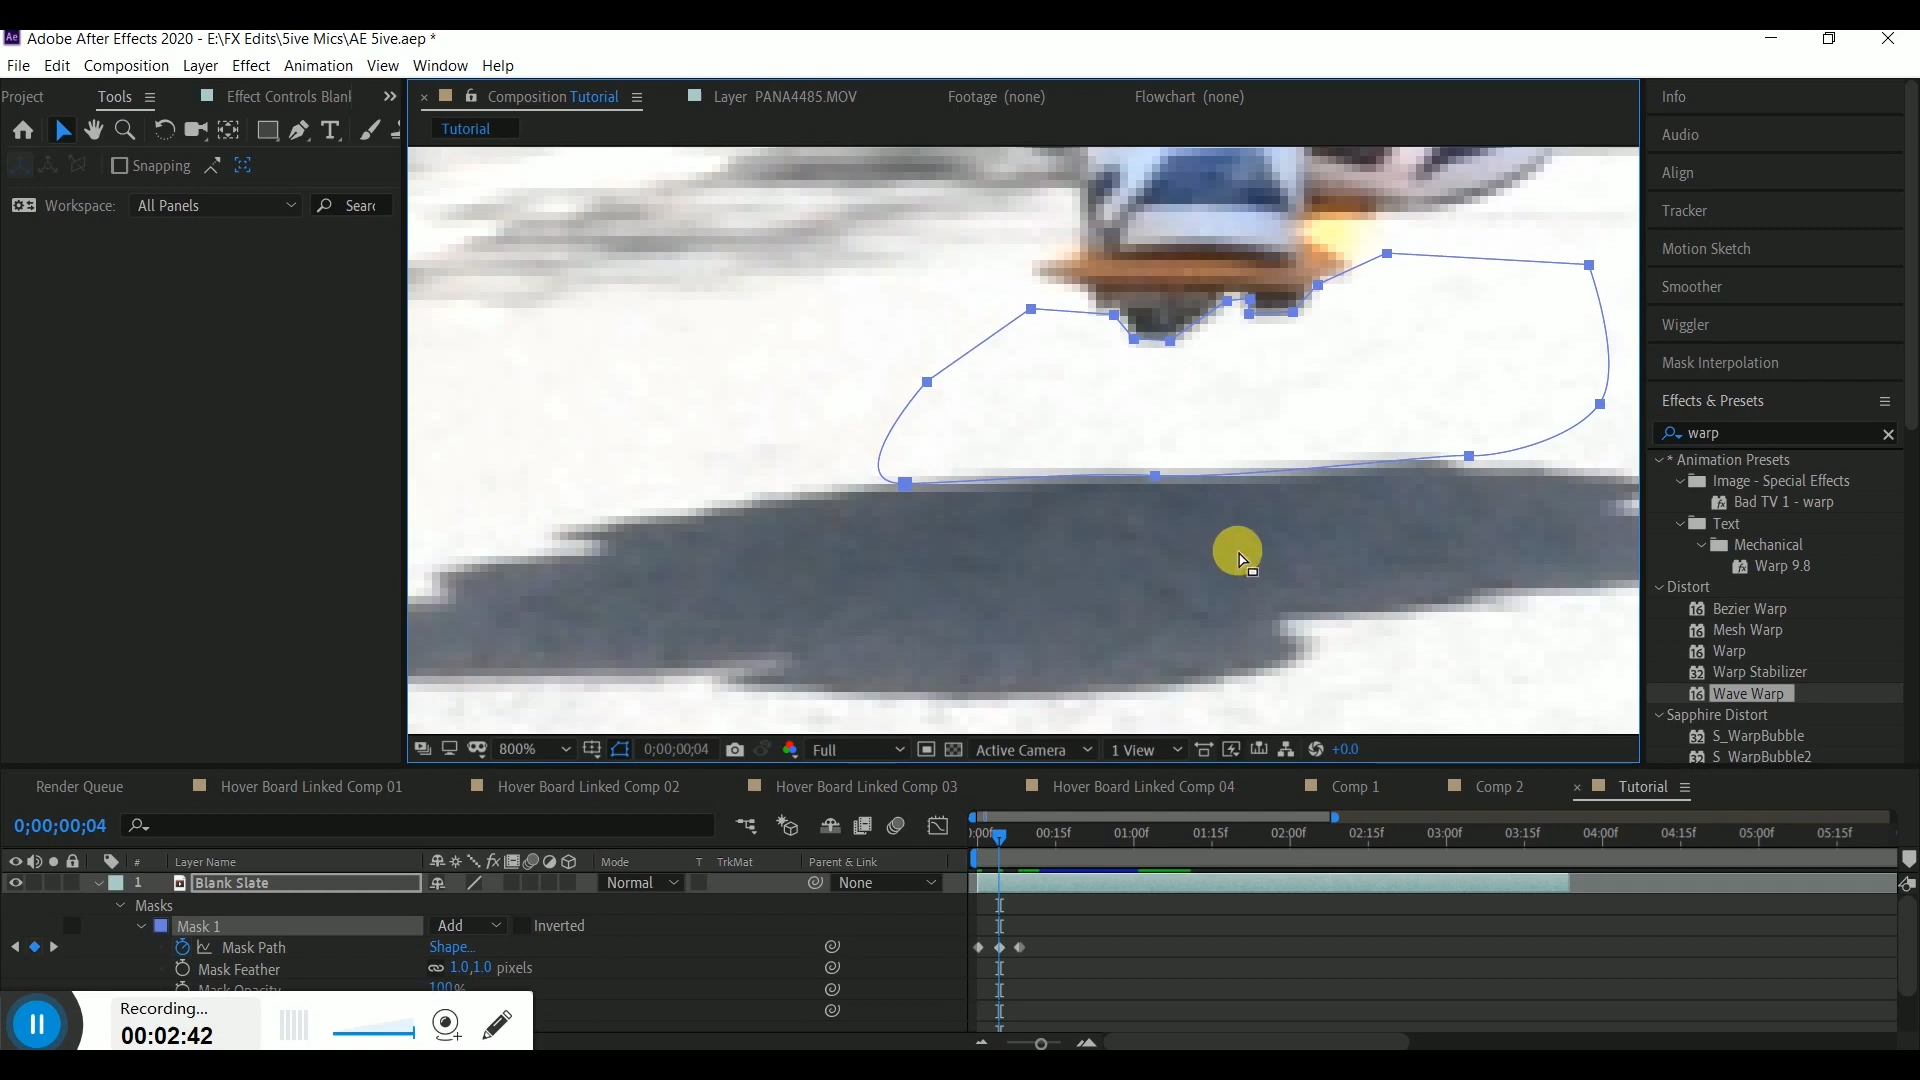 Adobe After Effects 2020 - E:\FX Edits\5ive Mics\AE 5ive.aep *
File Edit Composition Layer Effect Animation View Window Help
Project Tools Effect Controls Blank
Composition Tutorial Layer PANA4485.MOV Footage (none) Flowchart (none)
Tutorial
Snapping
Workspace: All Panels Searc
Info
Audio
Align
Tracker
Motion Sketch
Smoother
Wiggler
Mask Interpolation
Effects & Presets
warp
* Animation Presets
Image - Special Effects
Bad TV 1 - warp
Text
Mechanical
Warp 9.8
Distort
Bezier Warp
Mesh Warp
Warp
Warp Stabilizer
Wave Warp
Sapphire Distort
S_WarpBubble
S_WarpBubble2
800% 0;00;00;04 Full Active Camera 1 View +0.0
Render Queue Hover Board Linked Comp 01 Hover Board Linked Comp 02 Hover Board Linked Comp 03 Hover Board Linked Comp 04 Comp 1 Comp 2 Tutorial
0;00;00;04
):00f 00:15f 01:00f 01:15f 02:00f 02:15f 03:00f 03:15f 04:00f 04:15f 05:00f 05:15f
# Layer Name Mode T TrkMat Parent & Link
1 Blank Slate Normal None
Masks
Mask 1 Add Inverted
Mask Path Shape...
Mask Feather 1.0,1.0 pixels
Mask Opacity 100%
Recording...
00:02:42